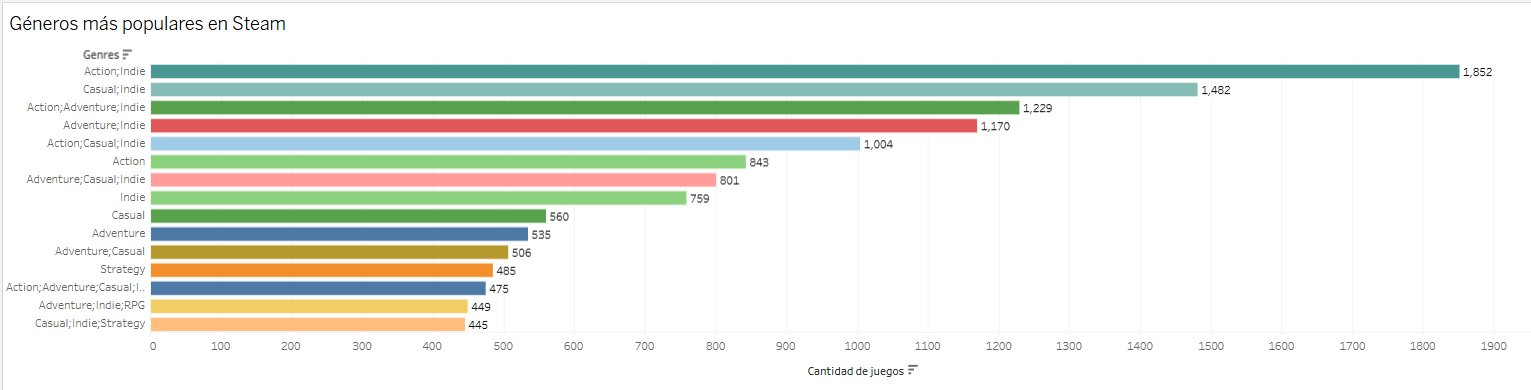 Géneros más populares en Steam
Genres
Action;Indie 1,852
Casual;Indie 1,482
Action;Adventure;Indie 1,229
Adventure;Indie 1,170
Action;Casual;Indie 1,004
Action 843
Adventure;Casual;Indie 801
Indie 759
Casual 560
Adventure 535
Adventure;Casual 506
Strategy 485
Action;Adventure;Casual;I.. 475
Adventure;Indie;RPG 449
Casual;Indie;Strategy 445
0 100 200 300 400 500 600 700 800 900 1000 1100 1200 1300 1400 1500 1600 1700 1800 1900
Cantidad de juegos